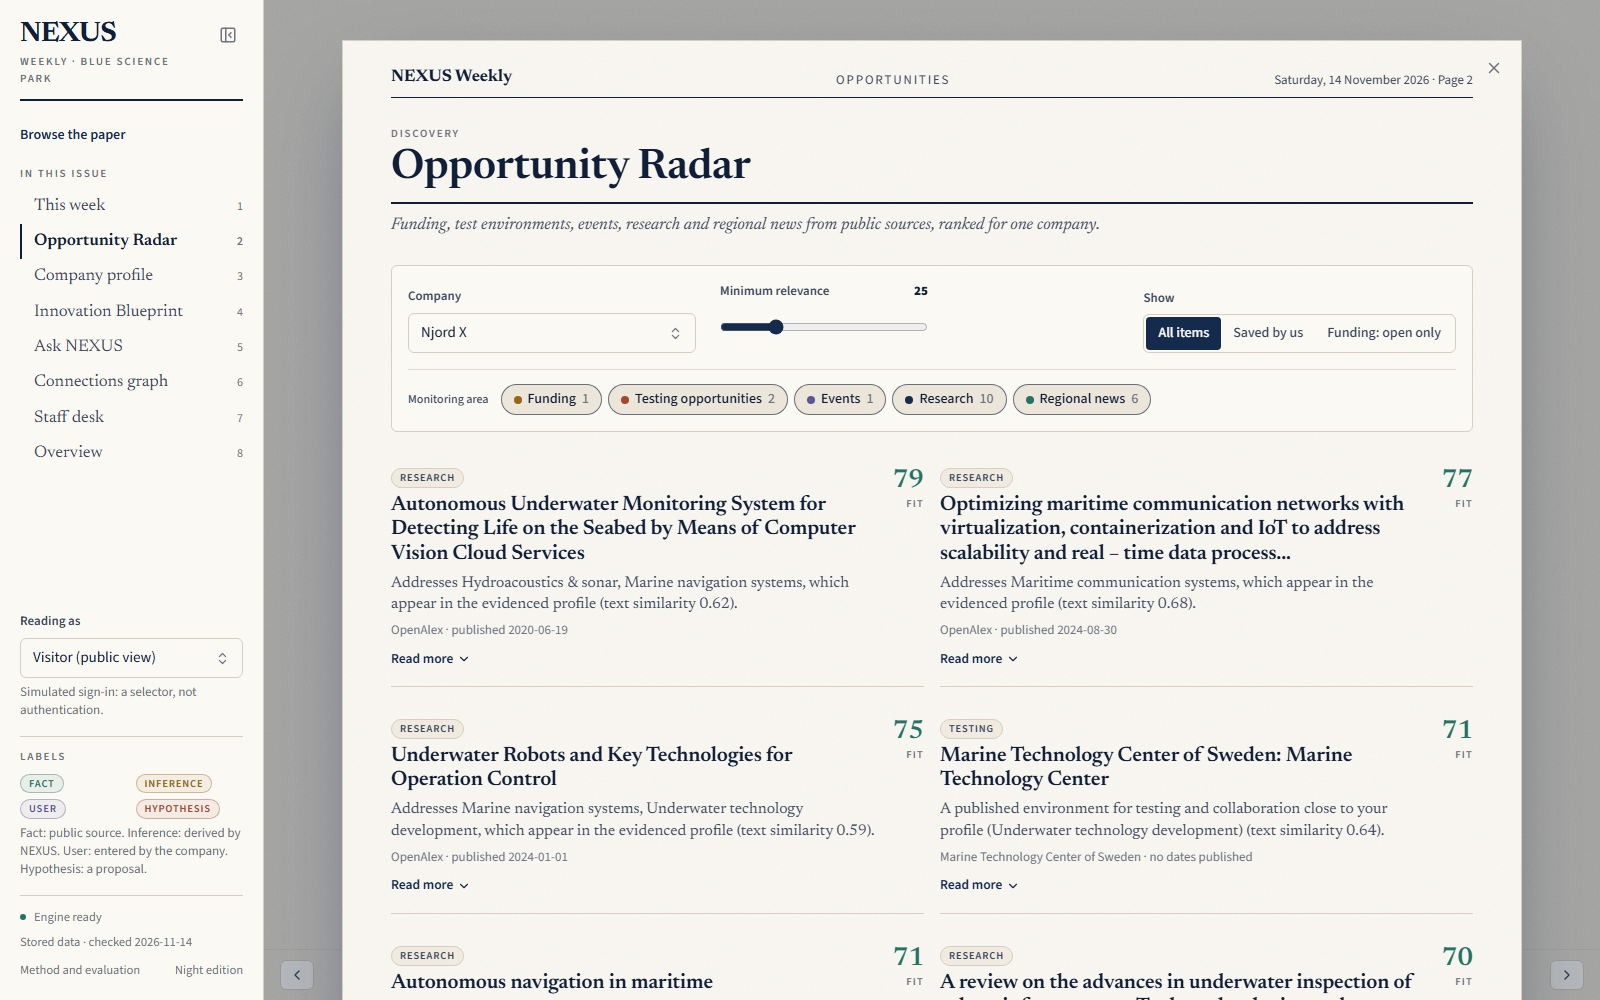 NEXUS
WEEKLY · BLUE SCIENCE
PARK
Browse the paper
IN THIS ISSUE
This week 1
Opportunity Radar 2
Company profile 3
Innovation Blueprint 4
Ask NEXUS 5
Connections graph 6
Staff desk 7
Overview 8
Reading as
Visitor (public view)
Simulated sign-in: a selector, not
authentication.
LABELS
FACT INFERENCE
USER HYPOTHESIS
Fact: public source. Inference: derived by
NEXUS. User: entered by the company.
Hypothesis: a proposal.
Engine ready
Stored data · checked 2026-11-14
Method and evaluation Night edition
NEXUS Weekly OPPORTUNITIES Saturday, 14 November 2026 · Page 2
DISCOVERY
Opportunity Radar
Funding, test environments, events, research and regional news from public sources, ranked for one company.
Company Minimum relevance 25 Show
Njord X All items Saved by us Funding: open only
Monitoring area Funding 1 Testing opportunities 2 Events 1 Research 10 Regional news 6
RESEARCH 79
FIT
Autonomous Underwater Monitoring System for
Detecting Life on the Seabed by Means of Computer
Vision Cloud Services
Addresses Hydroacoustics & sonar, Marine navigation systems, which
appear in the evidenced profile (text similarity 0.62).
OpenAlex · published 2020-06-19
Read more
RESEARCH 77
FIT
Optimizing maritime communication networks with
virtualization, containerization and IoT to address
scalability and real – time data process...
Addresses Maritime communication systems, which appear in the
evidenced profile (text similarity 0.68).
OpenAlex · published 2024-08-30
Read more
RESEARCH 75
FIT
Underwater Robots and Key Technologies for
Operation Control
Addresses Marine navigation systems, Underwater technology
development, which appear in the evidenced profile (text similarity 0.59).
OpenAlex · published 2024-01-01
Read more
TESTING 71
FIT
Marine Technology Center of Sweden: Marine
Technology Center
A published environment for testing and collaboration close to your
profile (Underwater technology development) (text similarity 0.64).
Marine Technology Center of Sweden · no dates published
Read more
RESEARCH 71
FIT
Autonomous navigation in maritime
RESEARCH 70
FIT
A review on the advances in underwater inspection of